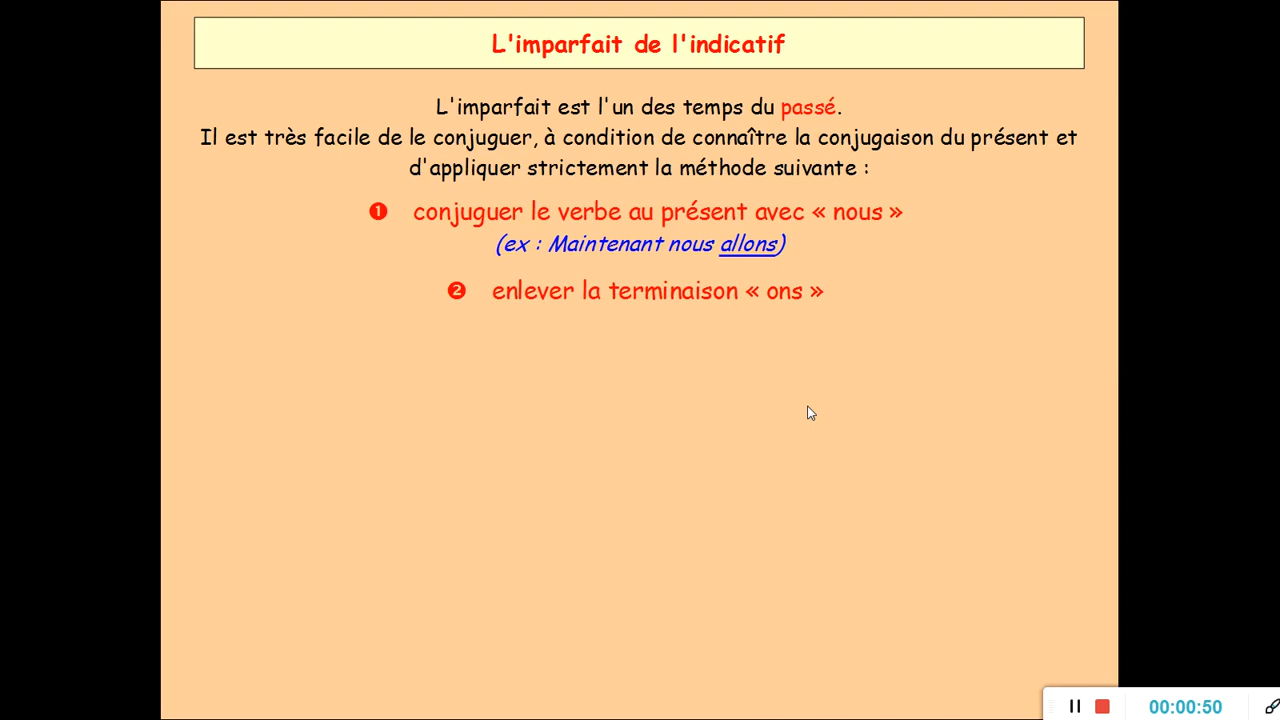 L'imparfait de l'indicatif
L'imparfait est l'un des temps du passé.
Il est très facile de le conjuguer, à condition de connaître la conjugaison du présent et
d'appliquer strictement la méthode suivante :
❶ conjuguer le verbe au présent avec « nous »
(ex : Maintenant nous allons)
❷ enlever la terminaison « ons »
00:00:50